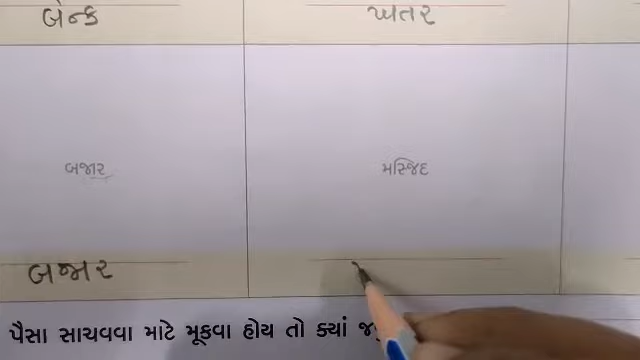 બેન્ક
ખેતર
બજાર
મસ્જિદ
બજાર
પૈસા સાચવવા માટે મૂકવા હોય તો ક્યાં